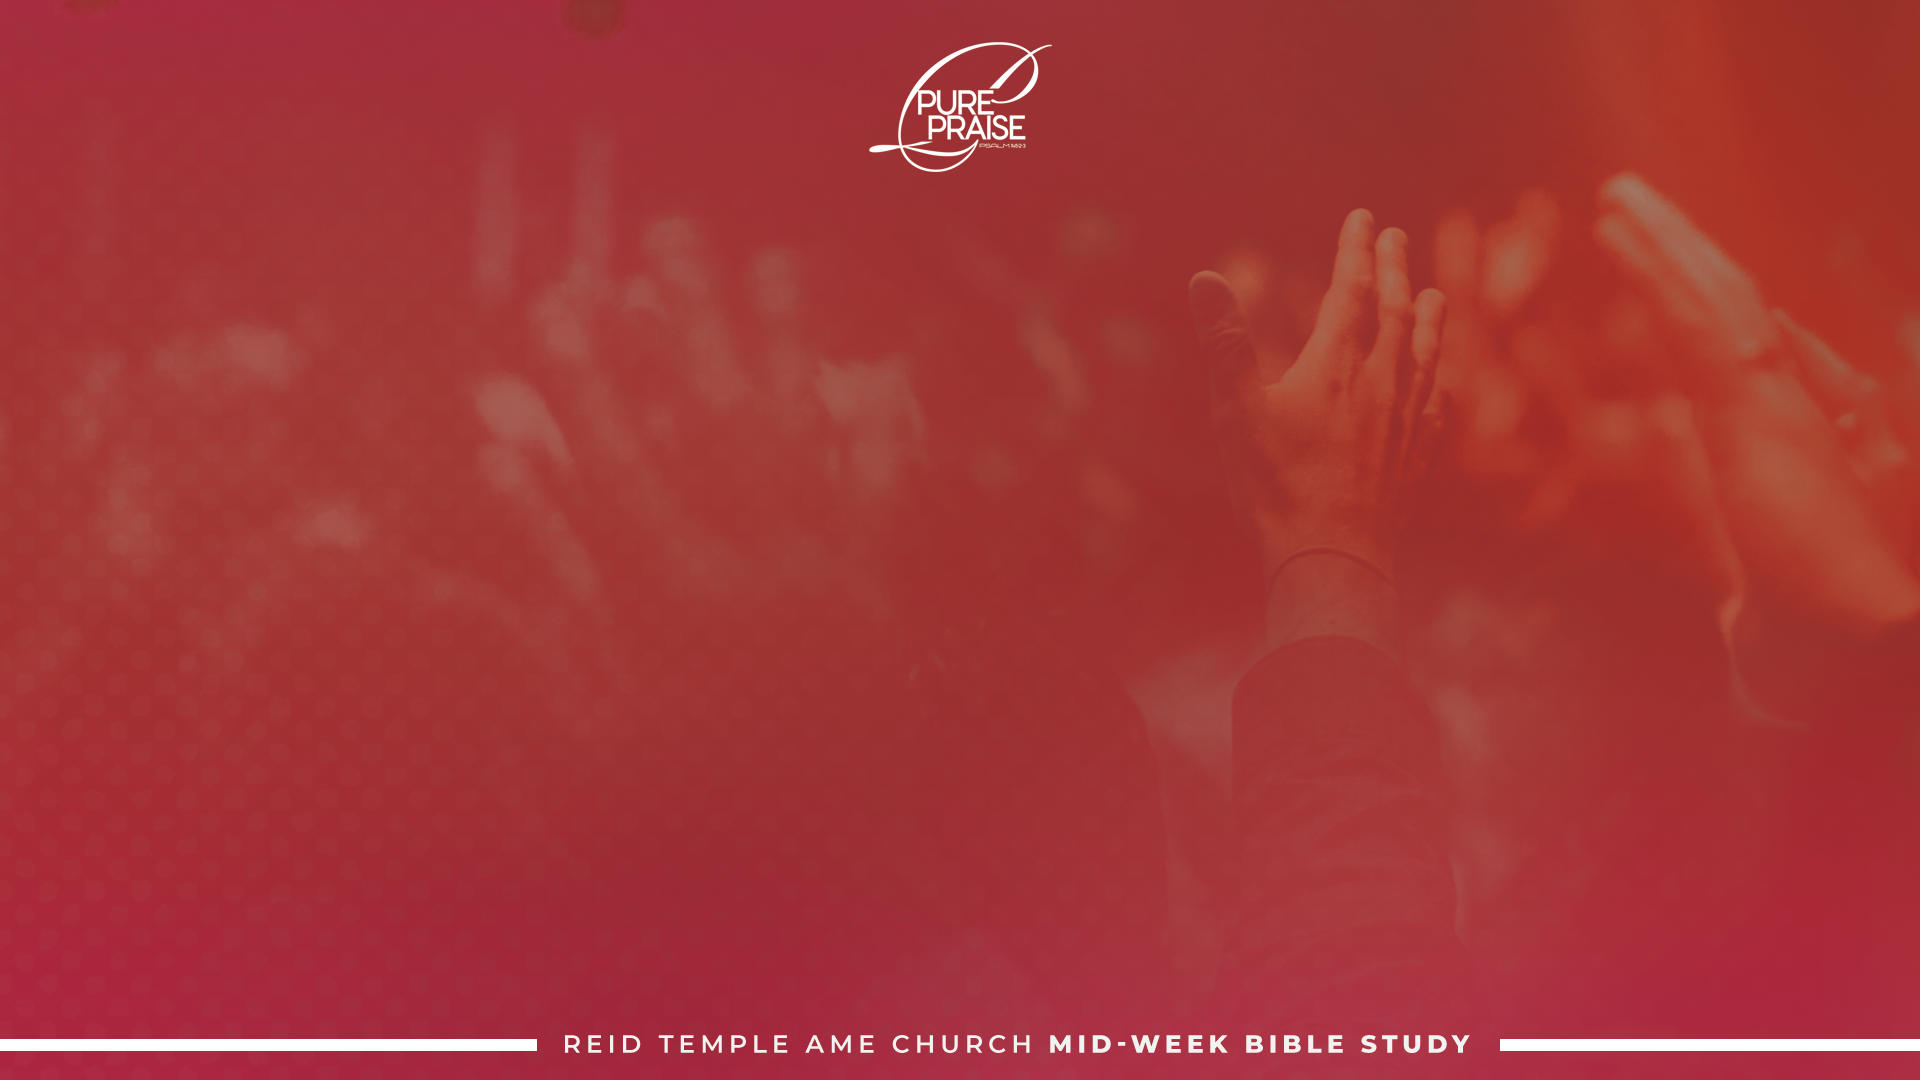 PURE
PRAISE
REID TEMPLE AME CHURCH MID-WEEK BIBLE STUDY